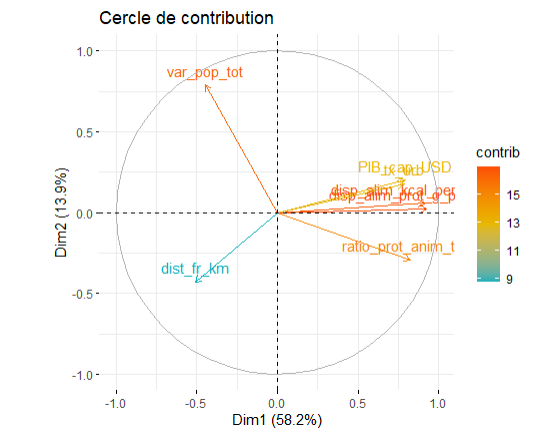 Cercle de contribution
var_pop_tot
PIB_cap_USD
disp_alim_kcal_per
disp_alim_prot_g_p
ratio_prot_anim_t
dist_fr_km
1.0
0.5
0.0
-0.5
-1.0
Dim2 (13.9%)
-1.0
-0.5
0.0
0.5
1.0
Dim1 (58.2%)
contrib
15
13
11
9